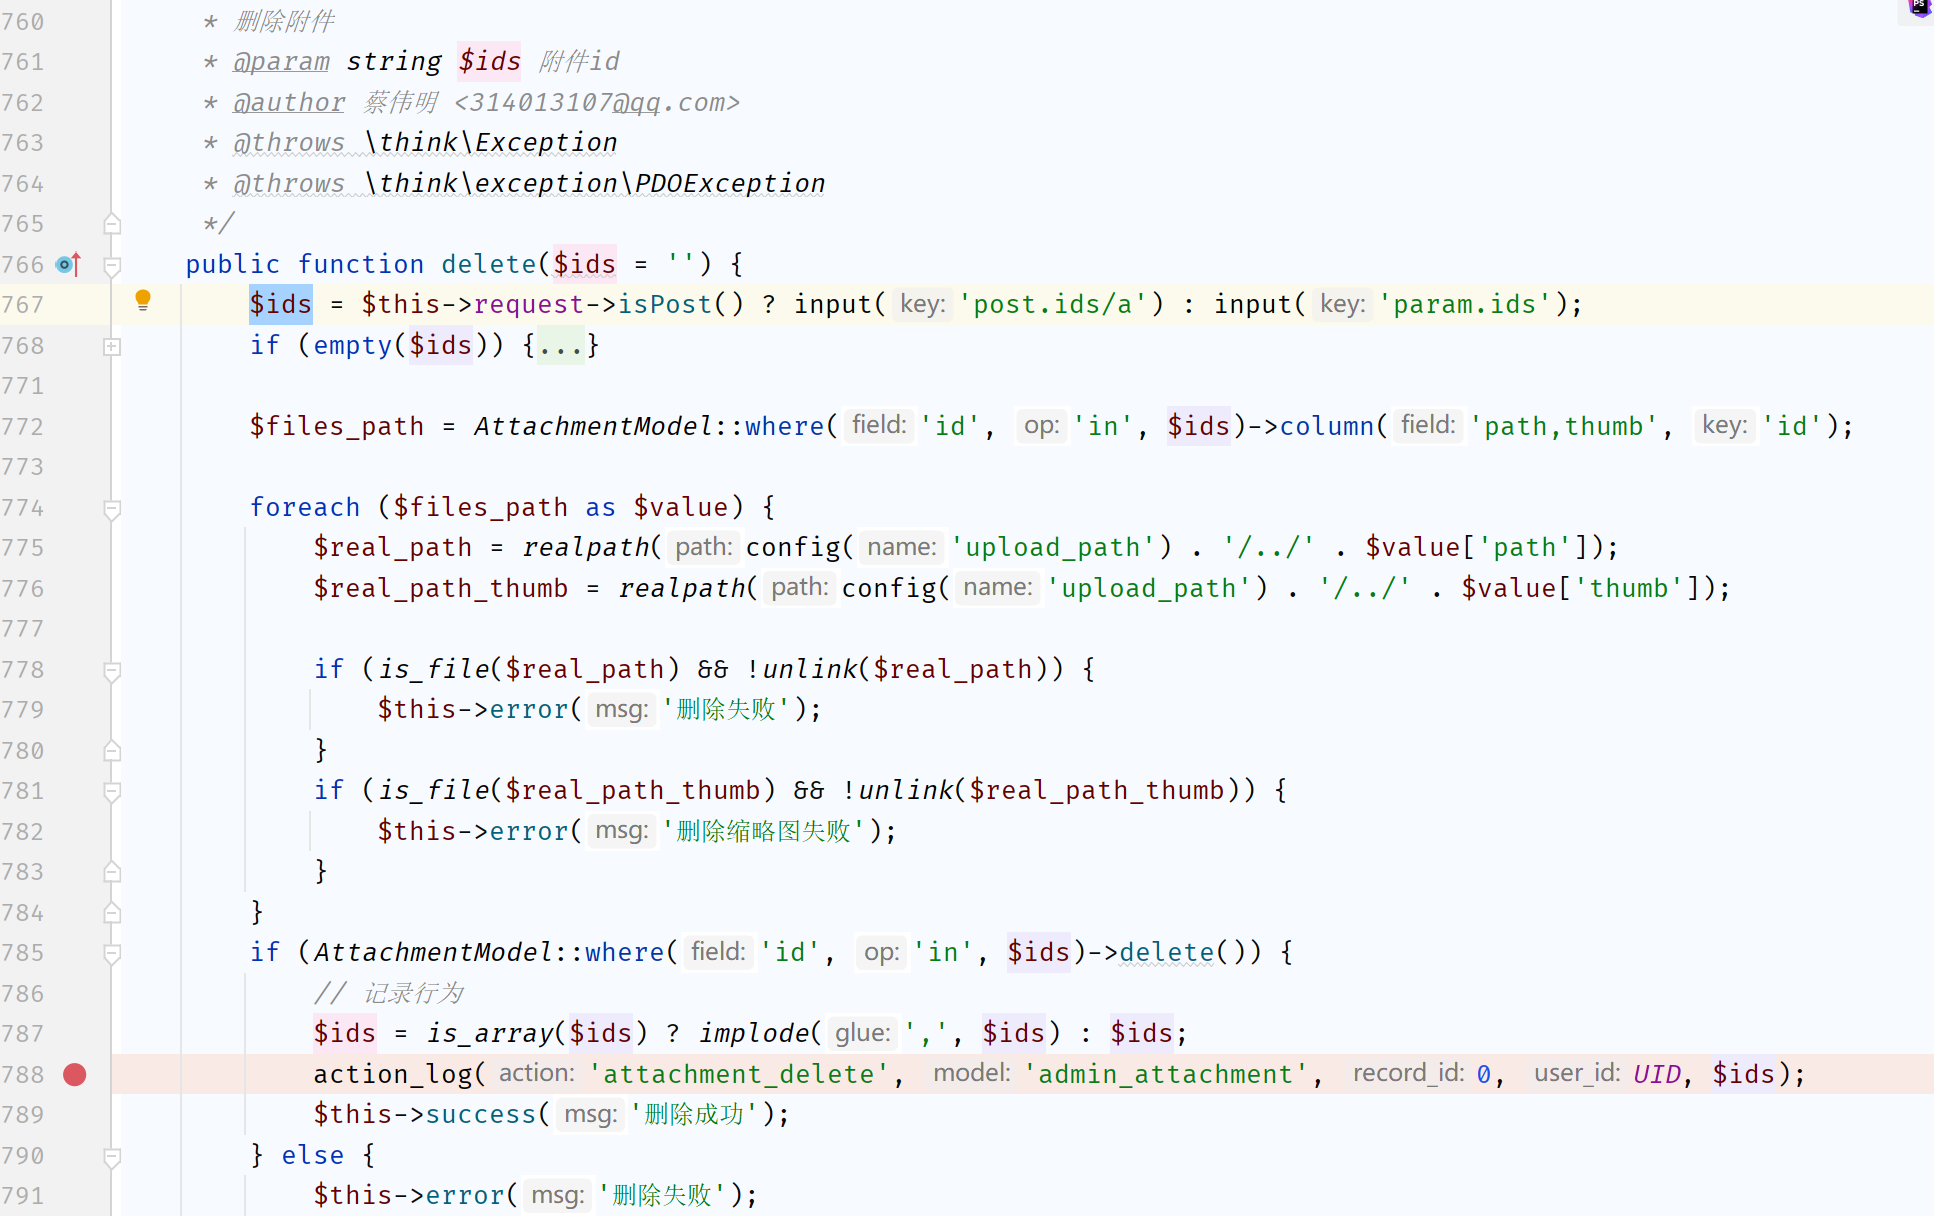 760 * 删除附件
761 * @param string $ids 附件id
762 * @author 蔡伟明 <314013107@qq.com>
763 * @throws \think\Exception
764 * @throws \think\exception\PDOException
765 */
766 public function delete($ids = '') {
767 $ids = $this->request->isPost() ? input( key: 'post.ids/a') : input( key: 'param.ids');
768 if (empty($ids)) {...}
771
772 $files_path = AttachmentModel::where( field: 'id', op: 'in', $ids)->column( field: 'path,thumb', key: 'id');
773
774 foreach ($files_path as $value) {
775 $real_path = realpath( path: config( name: 'upload_path') . '/../' . $value['path']);
776 $real_path_thumb = realpath( path: config( name: 'upload_path') . '/../' . $value['thumb']);
777
778 if (is_file($real_path) && !unlink($real_path)) {
779 $this->error( msg: '删除失败');
780 }
781 if (is_file($real_path_thumb) && !unlink($real_path_thumb)) {
782 $this->error( msg: '删除缩略图失败');
783 }
784 }
785 if (AttachmentModel::where( field: 'id', op: 'in', $ids)->delete()) {
786 // 记录行为
787 $ids = is_array($ids) ? implode( glue: ',', $ids) : $ids;
788 action_log( action: 'attachment_delete', model: 'admin_attachment', record_id: 0, user_id: UID, $ids);
789 $this->success( msg: '删除成功');
790 } else {
791 $this->error( msg: '删除失败');
PS